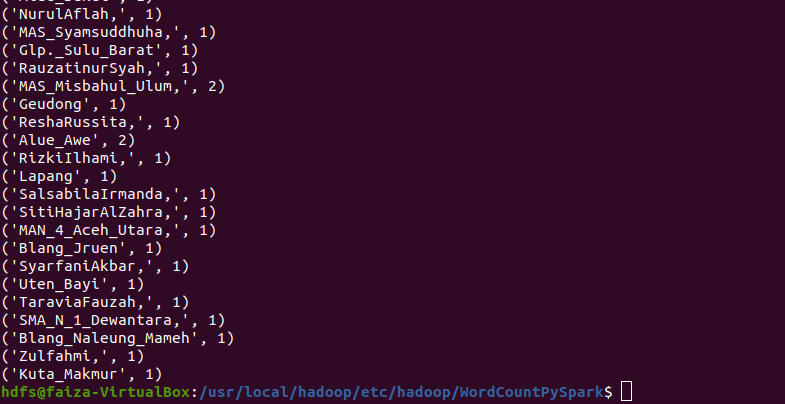 ('NurulAflah,', 1)
('MAS_Syamsuddhuha,', 1)
('Glp._Sulu_Barat', 1)
('RauzatinurSyah,', 1)
('MAS_Misbahul_Ulum,', 2)
('Geudong', 1)
('ReshaRussita,', 1)
('Alue_Awe', 2)
('RizkiIlhami,', 1)
('Lapang', 1)
('SalsabilaIrmanda,', 1)
('SitiHajarAlZahra,', 1)
('MAN_4_Aceh_Utara,', 1)
('Blang_Jruen', 1)
('SyarfaniAkbar,', 1)
('Uten_Bayi', 1)
('TaraviaFauzah,', 1)
('SMA_N_1_Dewantara,', 1)
('Blang_Naleung_Mameh', 1)
('Zulfahmi,', 1)
('Kuta_Makmur', 1)
hdfs@faiza-VirtualBox:/usr/local/hadoop/etc/hadoop/WordCountPySpark$